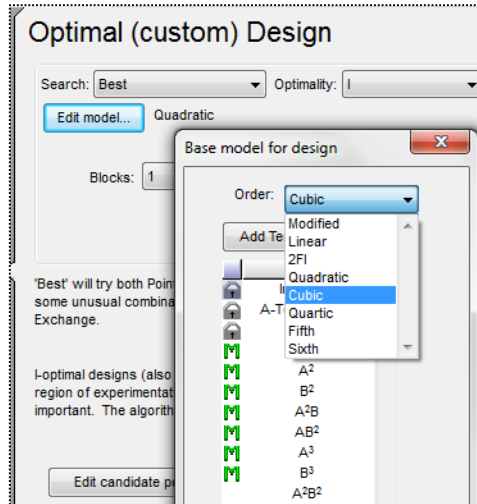 Optimal (custom) Design
Search: Best Optimality: I
Edit model... Quadratic
Base model for design
Blocks: 1
Order: Cubic
Modified
Linear
2FI
Quadratic
Cubic
Quartic
Fifth
Sixth
Add Te
A-T
A²
B²
A²B
AB²
A³
B³
A²B²
'Best' will try both Poin
some unusual combina
Exchange.
I-optimal designs (also
region of experimentat
important. The algorith
Edit candidate po